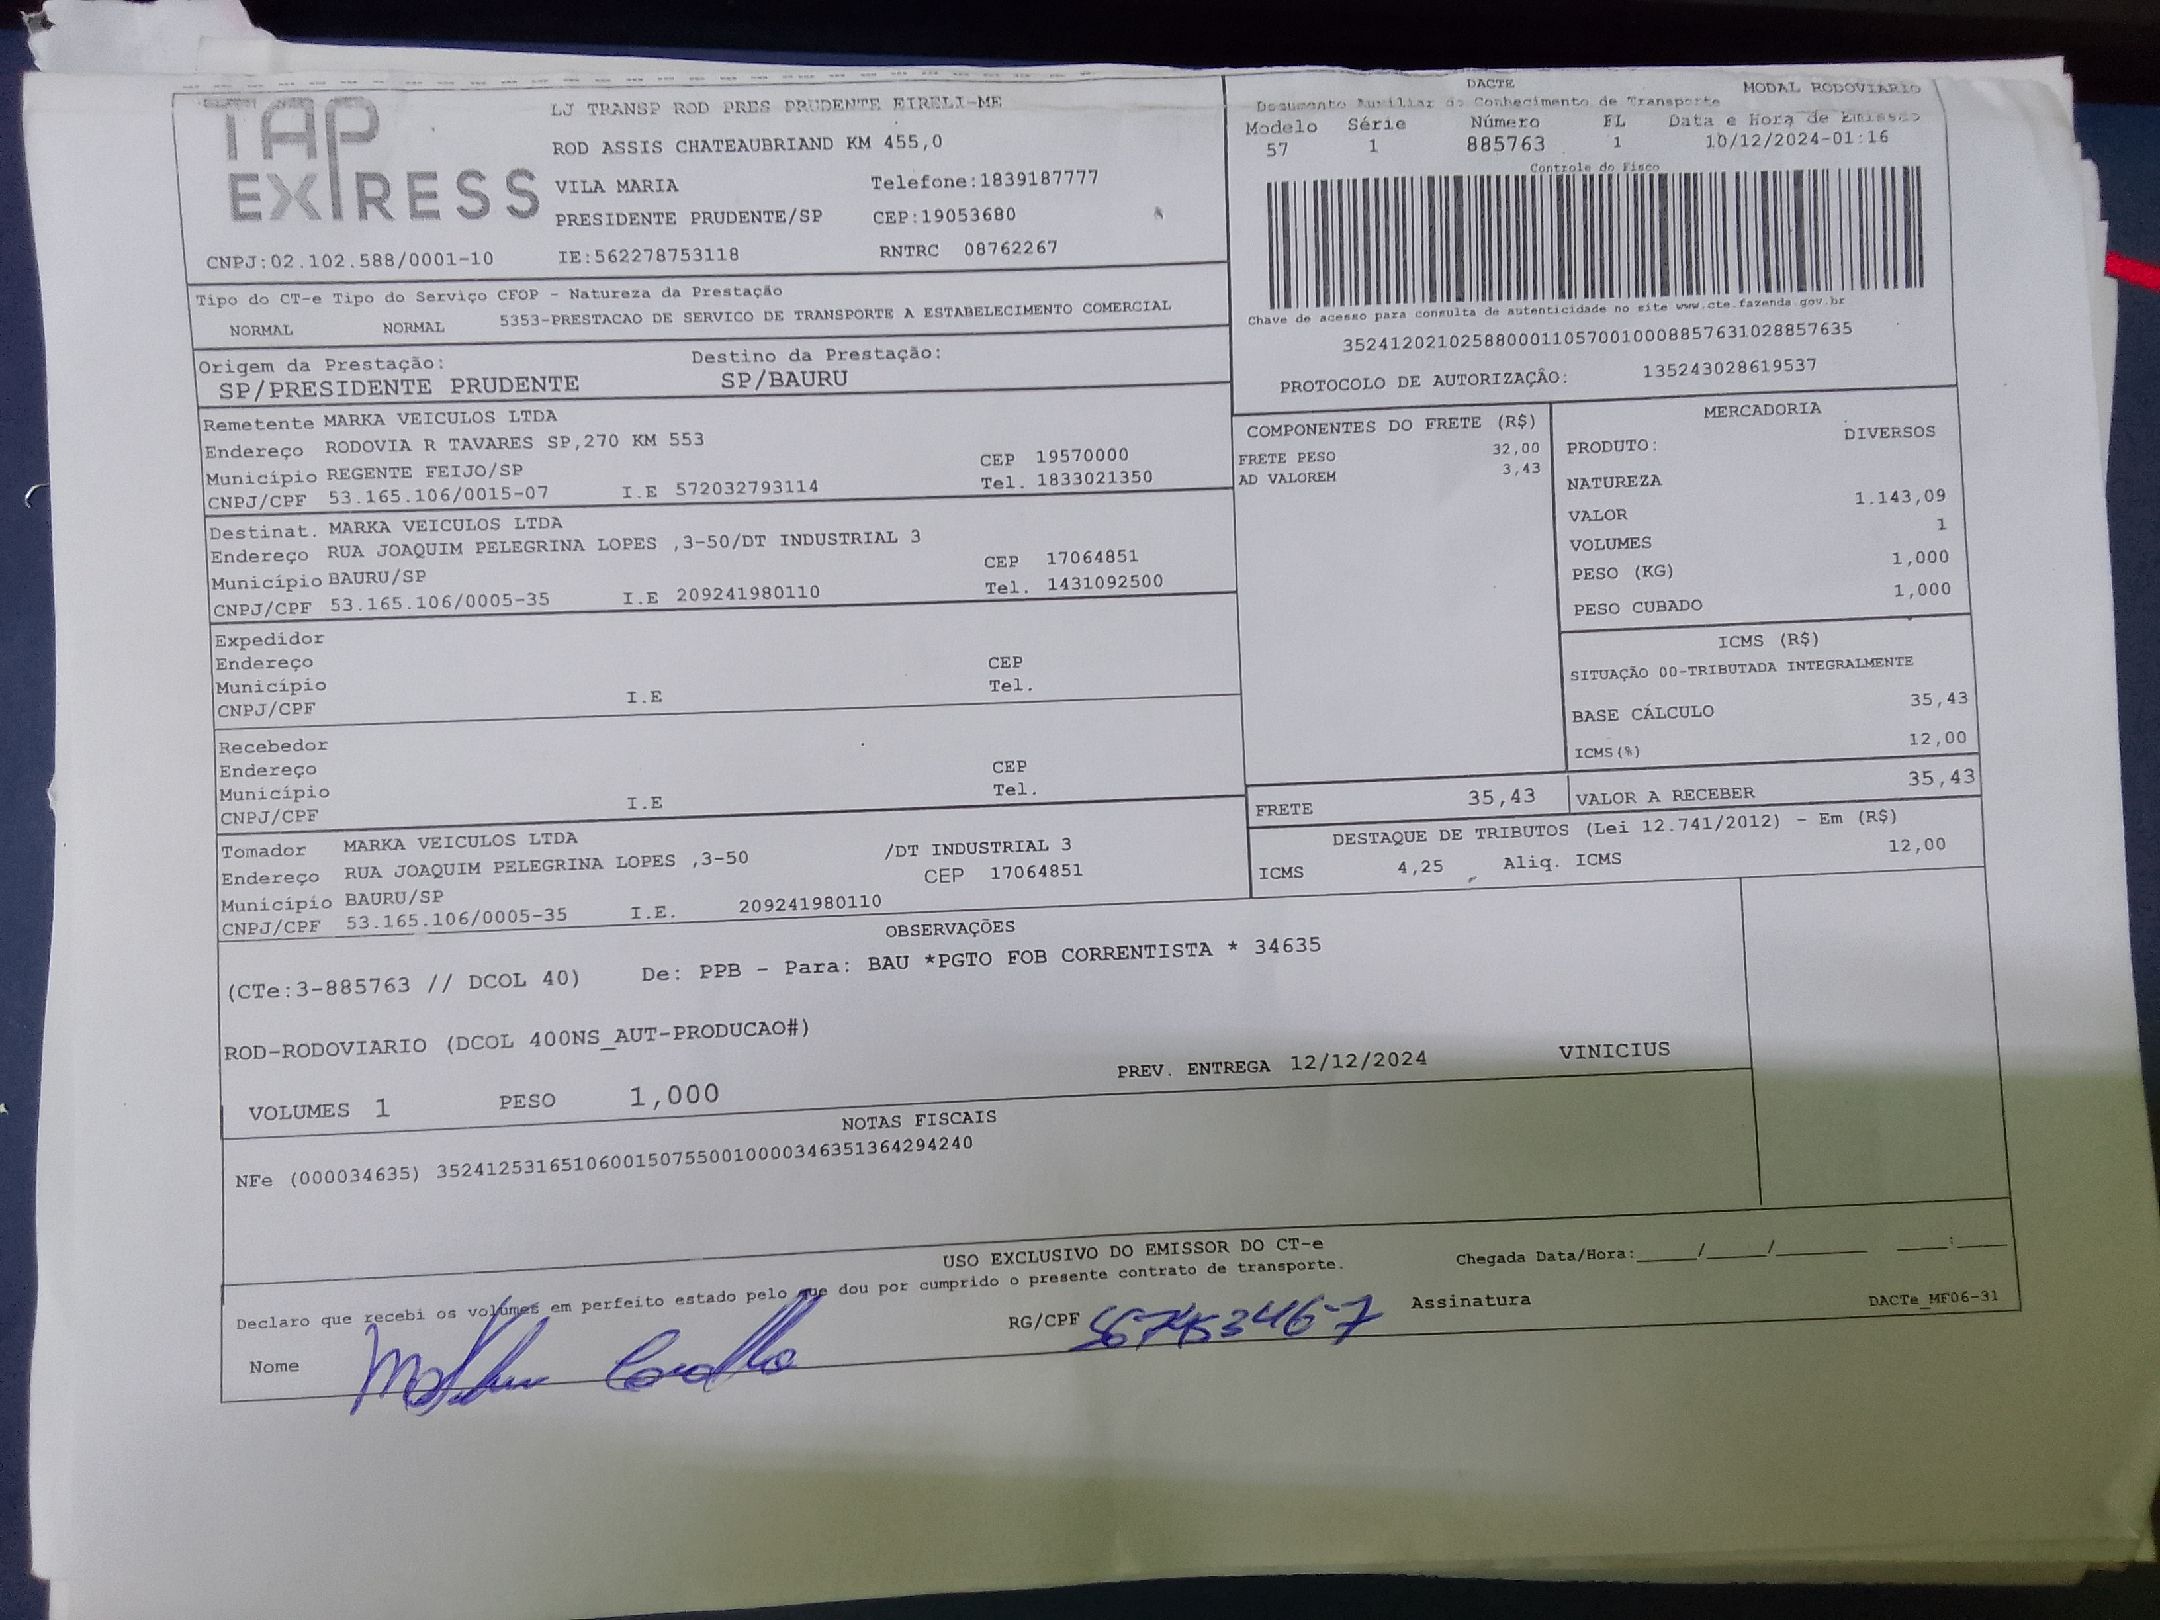 TAP EXPRESS
LJ TRANSP ROD PRES PRUDENTE EIRELI-ME
ROD ASSIS CHATEAUBRIAND KM 455,0
VILA MARIA Telefone:1839187777
PRESIDENTE PRUDENTE/SP CEP:19053680
CNPJ:02.102.588/0001-10 IE:562278753118 RNTRC 08762267
DACTE MODAL RODOVIARIO
Documento Auxiliar do Conhecimento de Transporte
Modelo Série Número FL Data e Hora de Emissão
57 1 885763 1 10/12/2024-01:16
Controle do Fisco
Chave de acesso para consulta de autenticidade no site www.cte.fazenda.gov.br
35241202102588000110570010008857631028857635
PROTOCOLO DE AUTORIZAÇÂO: 135243028619537
Tipo do CT-e Tipo do Serviço CFOP - Natureza da Prestação
NORMAL NORMAL 5353-PRESTACAO DE SERVICO DE TRANSPORTE A ESTABELECIMENTO COMERCIAL
Origem da Prestação: Destino da Prestação:
SP/PRESIDENTE PRUDENTE SP/BAURU
Remetente MARKA VEICULOS LTDA
Endereço RODOVIA R TAVARES SP,270 KM 553
Município REGENTE FEIJO/SP CEP 19570000
CNPJ/CPF 53.165.106/0015-07 I.E 572032793114 Tel. 1833021350
Destinat. MARKA VEICULOS LTDA
Endereço RUA JOAQUIM PELEGRINA LOPES ,3-50/DT INDUSTRIAL 3
Município BAURU/SP CEP 17064851
CNPJ/CPF 53.165.106/0005-35 I.E 209241980110 Tel. 1431092500
Expedidor
Endereço
Município CEP
CNPJ/CPF I.E Tel.
Recebedor
Endereço
Município CEP
CNPJ/CPF I.E Tel.
Tomador MARKA VEICULOS LTDA
Endereço RUA JOAQUIM PELEGRINA LOPES ,3-50 /DT INDUSTRIAL 3
Município BAURU/SP CEP 17064851
CNPJ/CPF 53.165.106/0005-35 I.E. 209241980110
COMPONENTES DO FRETE (R$)
FRETE PESO 32,00
AD VALOREM 3,43
MERCADORIA
PRODUTO: DIVERSOS
NATUREZA
VALOR 1.143,09
VOLUMES 1
PESO (KG) 1,000
PESO CUBADO 1,000
ICMS (R$)
SITUAÇÃO 00-TRIBUTADA INTEGRALMENTE
BASE CÁLCULO 35,43
ICMS(%) 12,00
FRETE 35,43 VALOR A RECEBER 35,43
DESTAQUE DE TRIBUTOS (Lei 12.741/2012) - Em (R$)
ICMS 4,25 Aliq. ICMS 12,00
OBSERVAÇÕES
(CTe:3-885763 // DCOL 40) De: PPB - Para: BAU *PGTO FOB CORRENTISTA * 34635
ROD-RODOVIARIO (DCOL 400NS_AUT-PRODUCAO#)
PREV. ENTREGA 12/12/2024 VINICIUS
VOLUMES 1 PESO 1,000
NOTAS FISCAIS
NFe (000034635) 35241253165106001507550010000346351364294240
USO EXCLUSIVO DO EMISSOR DO CT-e
Declaro que recebi os volumes em perfeito estado pelo que dou por cumprido o presente contrato de transporte.
Chegada Data/Hora:_____/_____/________ ____:____
Nome RG/CPF 56745346-7 Assinatura DACTe_MF06-31